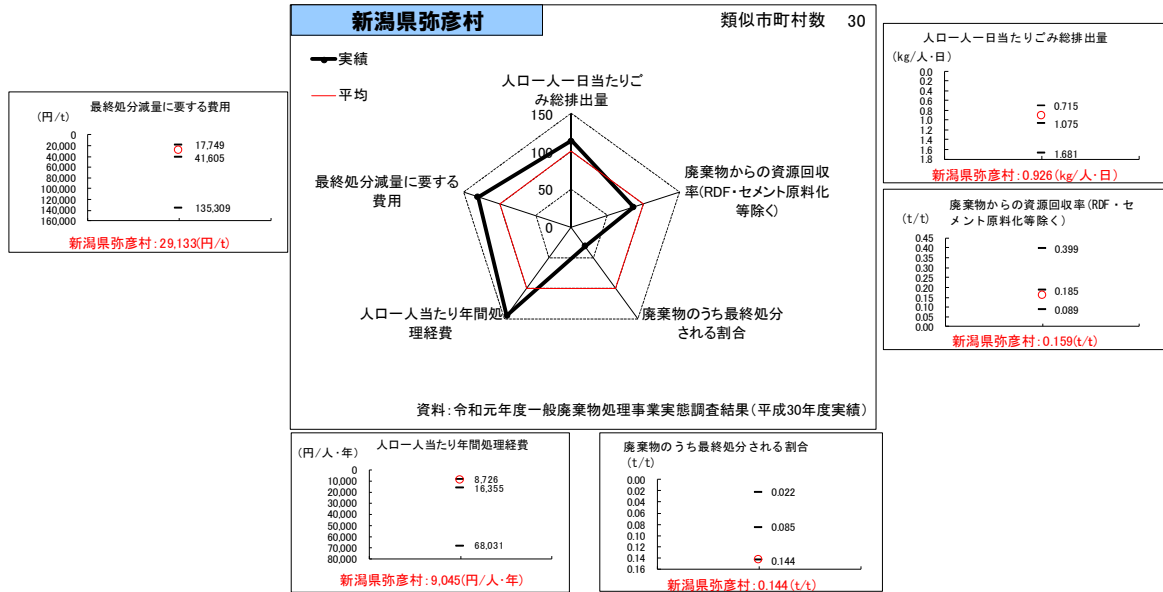 新潟県弥彦村
類似市町村数 30
実績
平均
人口一人一日当たりご
み総排出量
廃棄物からの資源回収
率(RDF・セメント原料化
等除く)
廃棄物のうち最終処分
される割合
人口一人当たり年間処
理経費
最終処分減量に要する
費用
150
100
50
0
資料:令和元年度一般廃棄物処理事業実態調査結果(平成30年度実績)
最終処分減量に要する費用
(円/t)
0
20,000
40,000
60,000
80,000
100,000
120,000
140,000
160,000
17,749
41,605
135,309
新潟県弥彦村:29,133(円/t)
人口一人一日当たりごみ総排出量
(kg/人・日)
0.0
0.2
0.4
0.6
0.8
1.0
1.2
1.4
1.6
1.8
0.715
1.075
1.681
新潟県弥彦村:0.926(kg/人・日)
廃棄物からの資源回収率(RDF・セ
メント原料化等除く)
(t/t)
0.45
0.40
0.35
0.30
0.25
0.20
0.15
0.10
0.05
0.00
0.399
0.185
0.089
新潟県弥彦村:0.159(t/t)
人口一人当たり年間処理経費
(円/人・年)
0
10,000
20,000
30,000
40,000
50,000
60,000
70,000
80,000
8,726
16,355
68,031
新潟県弥彦村:9,045(円/人・年)
廃棄物のうち最終処分される割合
(t/t)
0.00
0.02
0.04
0.06
0.08
0.10
0.12
0.14
0.16
0.022
0.085
0.144
新潟県弥彦村:0.144(t/t)